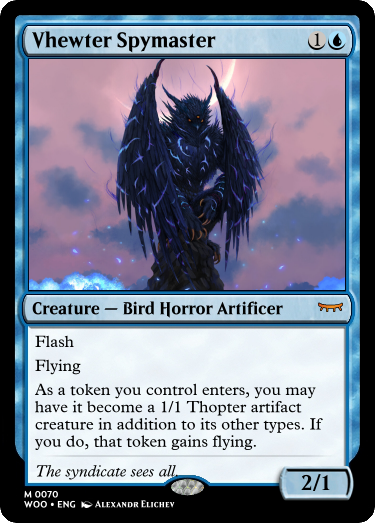 Vhewter Spymaster 1
Creature — Bird Horror Artificer
Flash
Flying
As a token you control enters, you may
have it become a 1/1 Thopter artifact
creature in addition to its other types. If
you do, that token gains flying.
The syndicate sees all.
2/1
M 0070
WOO • ENG Alexandr Elichev